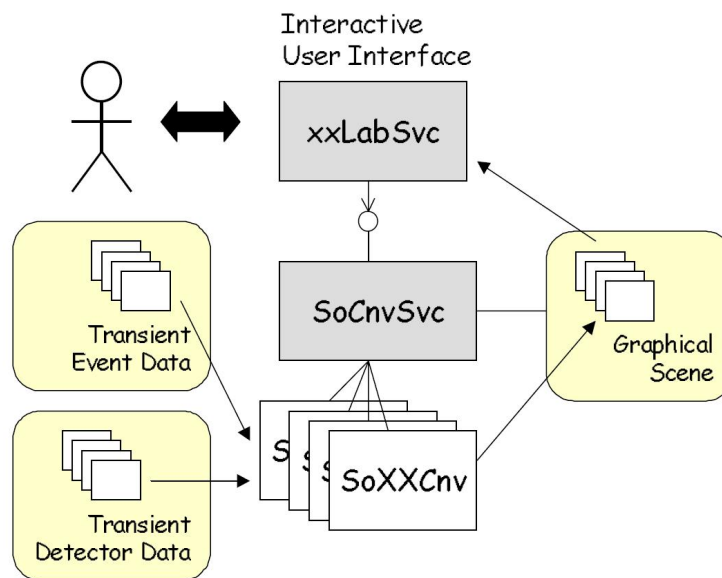 Interactive
User Interface
xxLabSvc
SoCnvSvc
Transient
Event Data
Graphical
Scene
S
S
S
SoXXCnv
Transient
Detector Data